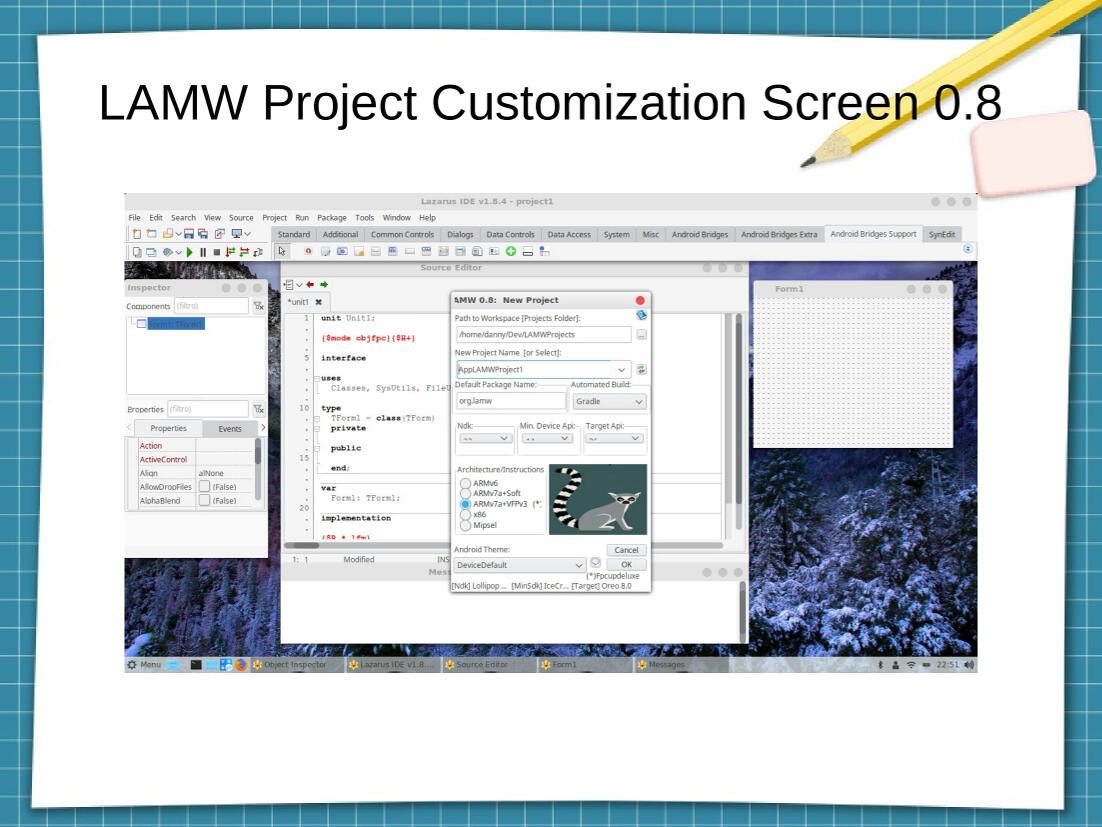 LAMW Project Customization Screen 0.8
Lazarus IDE v1.8.4 - project1
File Edit Search View Source Project Run Package Tools Window Help
Standard Additional Common Controls Dialogs Data Controls Data Access System Misc Android Bridges Android Bridges Extra Android Bridges Support SynEdit
Source Editor
Inspector
Components (filtro)
Properties (filtro)
Properties Events
Action
ActiveControl
Align alNone
AllowDropFiles (False)
AlphaBlend (False)
*unit1
1 unit Unit1;
{$mode objfpc}{$H+}
5 interface
uses
Classes, SysUtils, FileU
10 type
TForm1 = class(TForm)
private
public
15
end;
var
Form1: TForm1;
20
implementation
{$R *.lfm}
1: 1 Modified INS
Mess
AMW 0.8: New Project
Path to Workspace [Projects Folder]:
/home/danny/Dev/LAMWProjects
...
New Project Name [or Select]:
AppLAMWProject1
Default Package Name: Automated Build:
org.lamw Gradle
Ndk: Min. Device Api: Target Api:
Architecture/Instructions
ARMv6
ARMv7a+Soft
ARMv7a+VFPv3 (*)
x86
Mipsel
Android Theme: Cancel
DeviceDefault OK
(*)Fpcupdeluxe
[Ndk] Lollipop ... [MinSdk] IceCr... [Target] Oreo 8.0
Form1
Menu Object Inspector Lazarus IDE v1.8.... Source Editor Form1 Messages 22:51